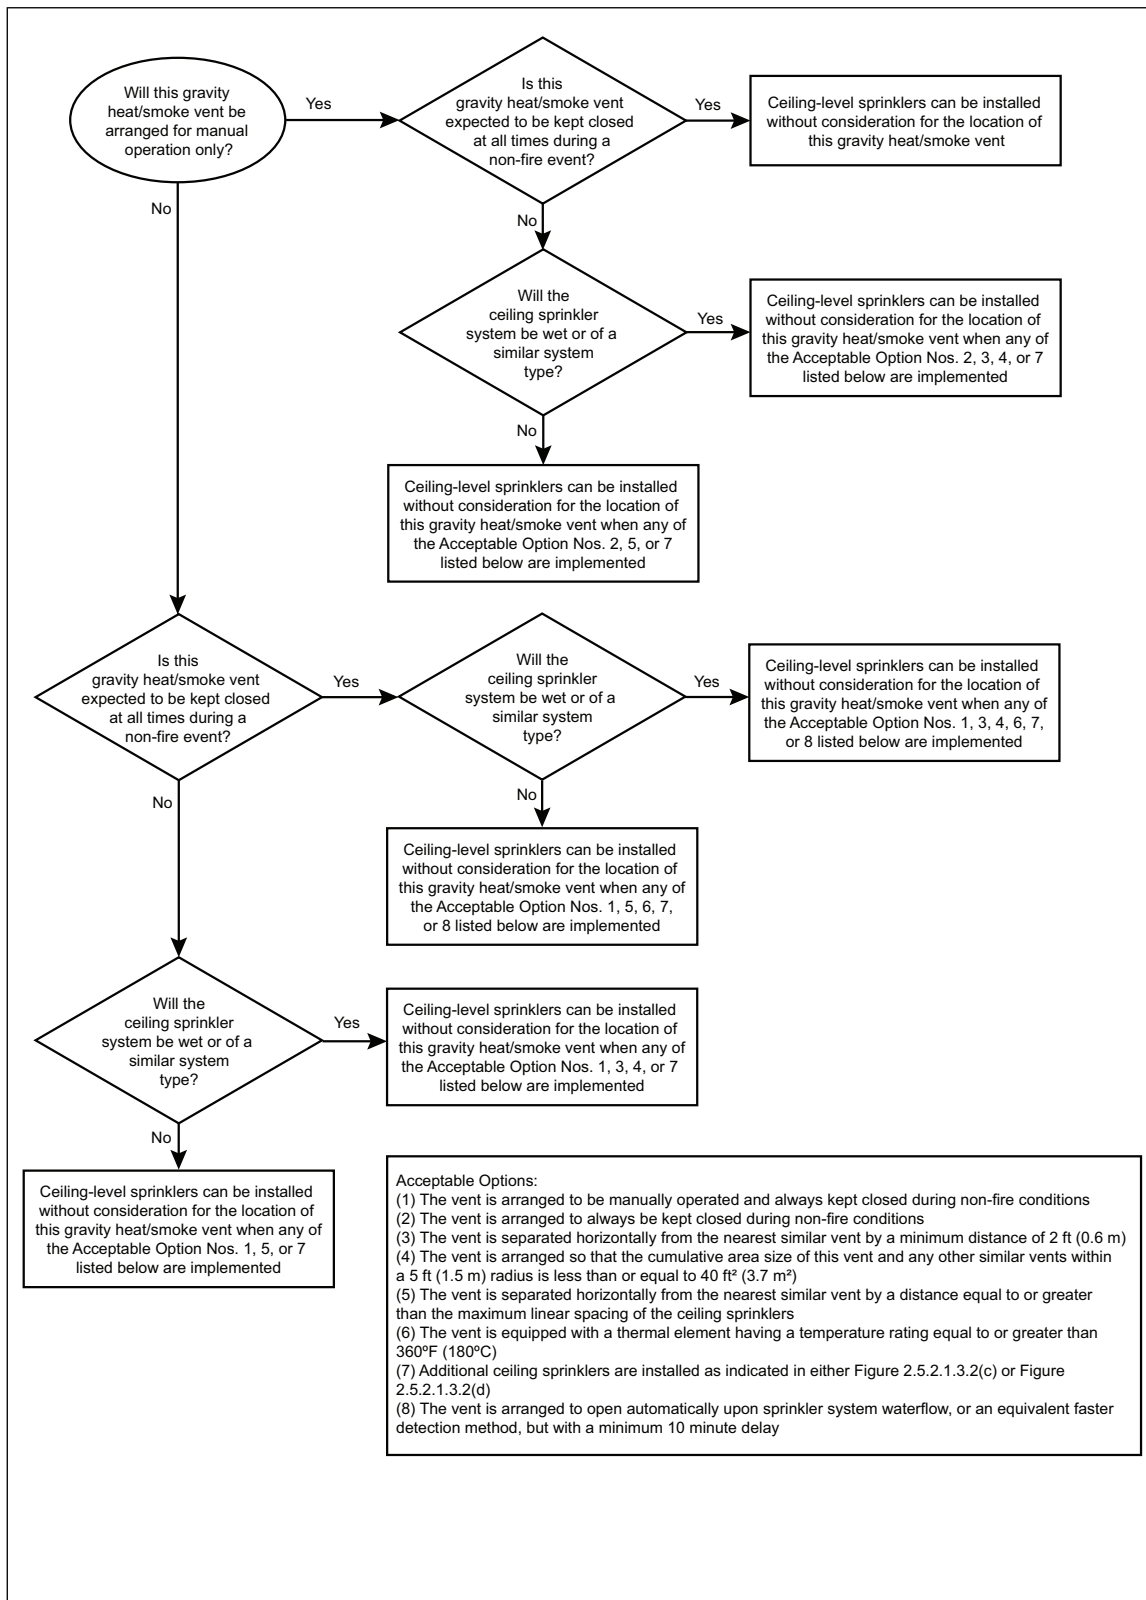 Will this gravity
heat/smoke vent be
arranged for manual
operation only?
Yes
Is this
gravity heat/smoke vent
expected to be kept closed
at all times during a
non-fire event?
Yes
Ceiling-level sprinklers can be installed
without consideration for the location of
this gravity heat/smoke vent
No
No
Will the
ceiling sprinkler
system be wet or of a
similar system
type?
Yes
Ceiling-level sprinklers can be installed
without consideration for the location of
this gravity heat/smoke vent when any of
the Acceptable Option Nos. 2, 3, 4, or 7
listed below are implemented
No
Ceiling-level sprinklers can be installed
without consideration for the location of
this gravity heat/smoke vent when any of
the Acceptable Option Nos. 2, 5, or 7
listed below are implemented
Is this
gravity heat/smoke vent
expected to be kept closed
at all times during a
non-fire event?
Yes
Will the
ceiling sprinkler
system be wet or of a
similar system
type?
Yes
Ceiling-level sprinklers can be installed
without consideration for the location of
this gravity heat/smoke vent when any of
the Acceptable Option Nos. 1, 3, 4, 6, 7,
or 8 listed below are implemented
No
No
Ceiling-level sprinklers can be installed
without consideration for the location of
this gravity heat/smoke vent when any of
the Acceptable Option Nos. 1, 5, 6, 7,
or 8 listed below are implemented
Will the
ceiling sprinkler
system be wet or of a
similar system
type?
Yes
Ceiling-level sprinklers can be installed
without consideration for the location of
this gravity heat/smoke vent when any of
the Acceptable Option Nos. 1, 3, 4, or 7
listed below are implemented
No
Ceiling-level sprinklers can be installed
without consideration for the location of
this gravity heat/smoke vent when any of
the Acceptable Option Nos. 1, 5, or 7
listed below are implemented
Acceptable Options:
(1) The vent is arranged to be manually operated and always kept closed during non-fire conditions
(2) The vent is arranged to always be kept closed during non-fire conditions
(3) The vent is separated horizontally from the nearest similar vent by a minimum distance of 2 ft (0.6 m)
(4) The vent is arranged so that the cumulative area size of this vent and any other similar vents within
a 5 ft (1.5 m) radius is less than or equal to 40 ft² (3.7 m²)
(5) The vent is separated horizontally from the nearest similar vent by a distance equal to or greater
than the maximum linear spacing of the ceiling sprinklers
(6) The vent is equipped with a thermal element having a temperature rating equal to or greater than
360ºF (180ºC)
(7) Additional ceiling sprinklers are installed as indicated in either Figure 2.5.2.1.3.2(c) or Figure
2.5.2.1.3.2(d)
(8) The vent is arranged to open automatically upon sprinkler system waterflow, or an equivalent faster
detection method, but with a minimum 10 minute delay